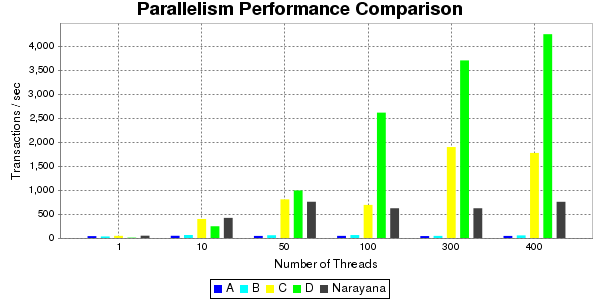 Parallelism Performance Comparison
Transactions / sec
4,000
3,500
3,000
2,500
2,000
1,500
1,000
500
0
1 10 50 100 300 400
Number of Threads
A B C D Narayana